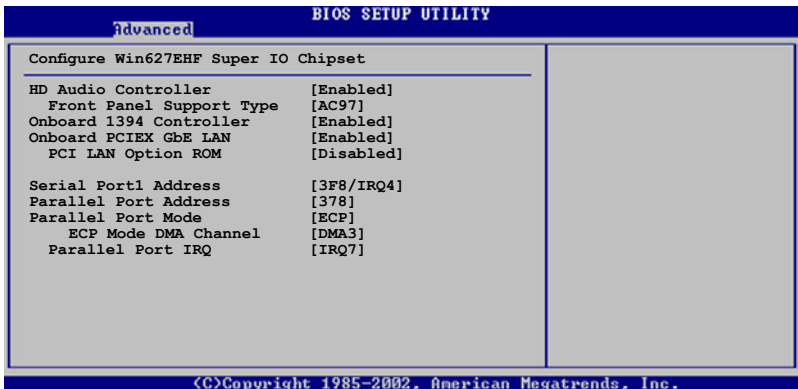 BIOS SETUP UTILITY
Advanced
Configure Win627EHF Super IO Chipset
HD Audio Controller [Enabled]
Front Panel Support Type [AC97]
Onboard 1394 Controller [Enabled]
Onboard PCIEX GbE LAN [Enabled]
PCI LAN Option ROM [Disabled]
Serial Port1 Address [3F8/IRQ4]
Parallel Port Address [378]
Parallel Port Mode [ECP]
ECP Mode DMA Channel [DMA3]
Parallel Port IRQ [IRQ7]
(C)Copyright 1985-2002, American Megatrends, Inc.